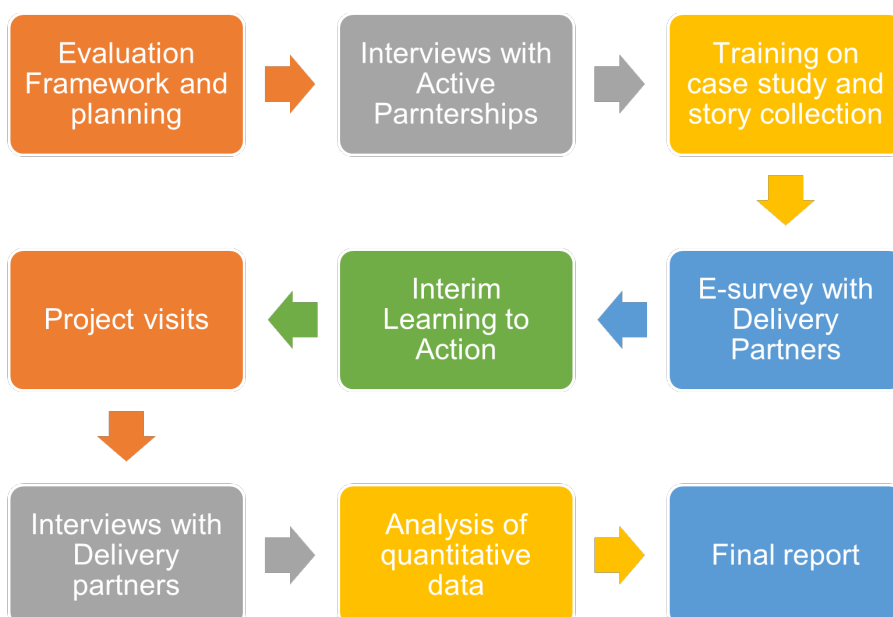 Evaluation
Framework and
planning
Interviews with
Active
Parnterships
Training on
case study and
story collection
E-survey with
Delivery
Partners
Interim
Learning to
Action
Project visits
Interviews with
Delivery
partners
Analysis of
quantitative
data
Final report